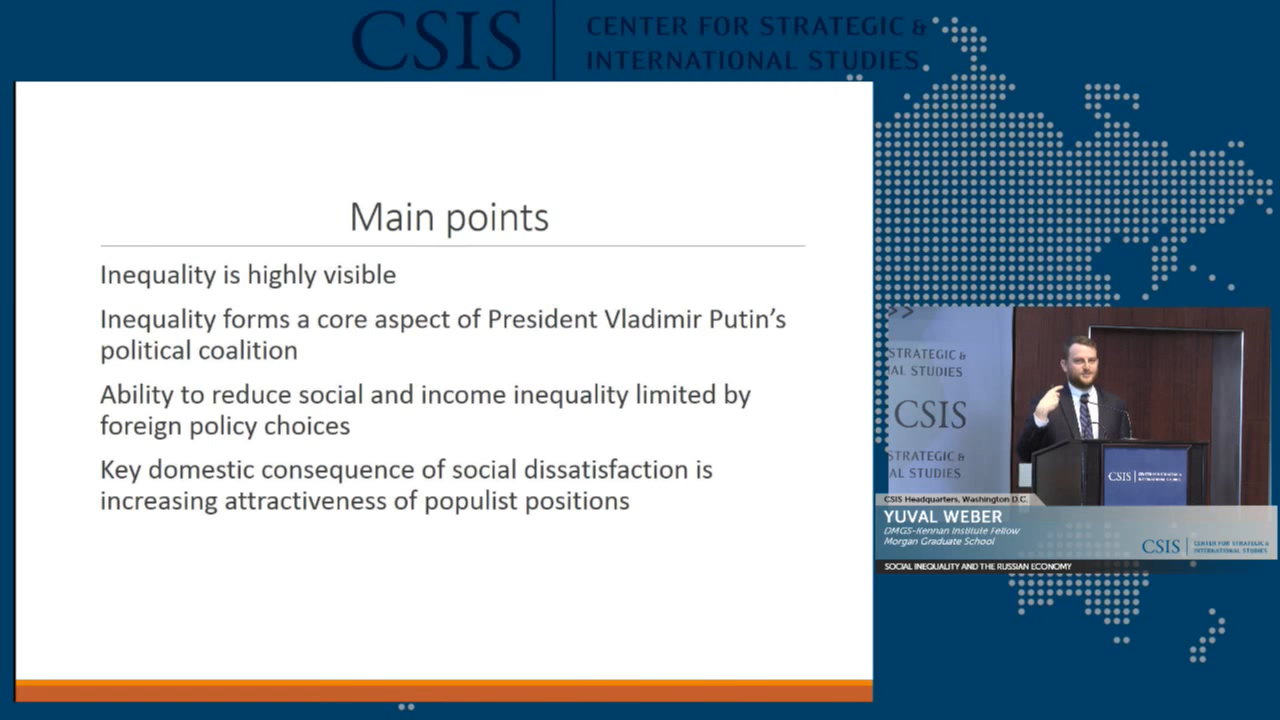 CSIS
CENTER FOR STRATEGIC &
INTERNATIONAL STUDIES
Main points
Inequality is highly visible
Inequality forms a core aspect of President Vladimir Putin’s
political coalition
Ability to reduce social and income inequality limited by
foreign policy choices
Key domestic consequence of social dissatisfaction is
increasing attractiveness of populist positions
>>
STRATEGIC &
AL STUDIES
CSIS
STRATEGIC &
AL STUDIES
CSIS
CSIS Headquarters, Washington D.C.
YUVAL WEBER
DMGS-Kennan Institute Fellow
Morgan Graduate School
CSIS
CENTER FOR STRATEGIC &
INTERNATIONAL STUDIES
SOCIAL INEQUALITY AND THE RUSSIAN ECONOMY